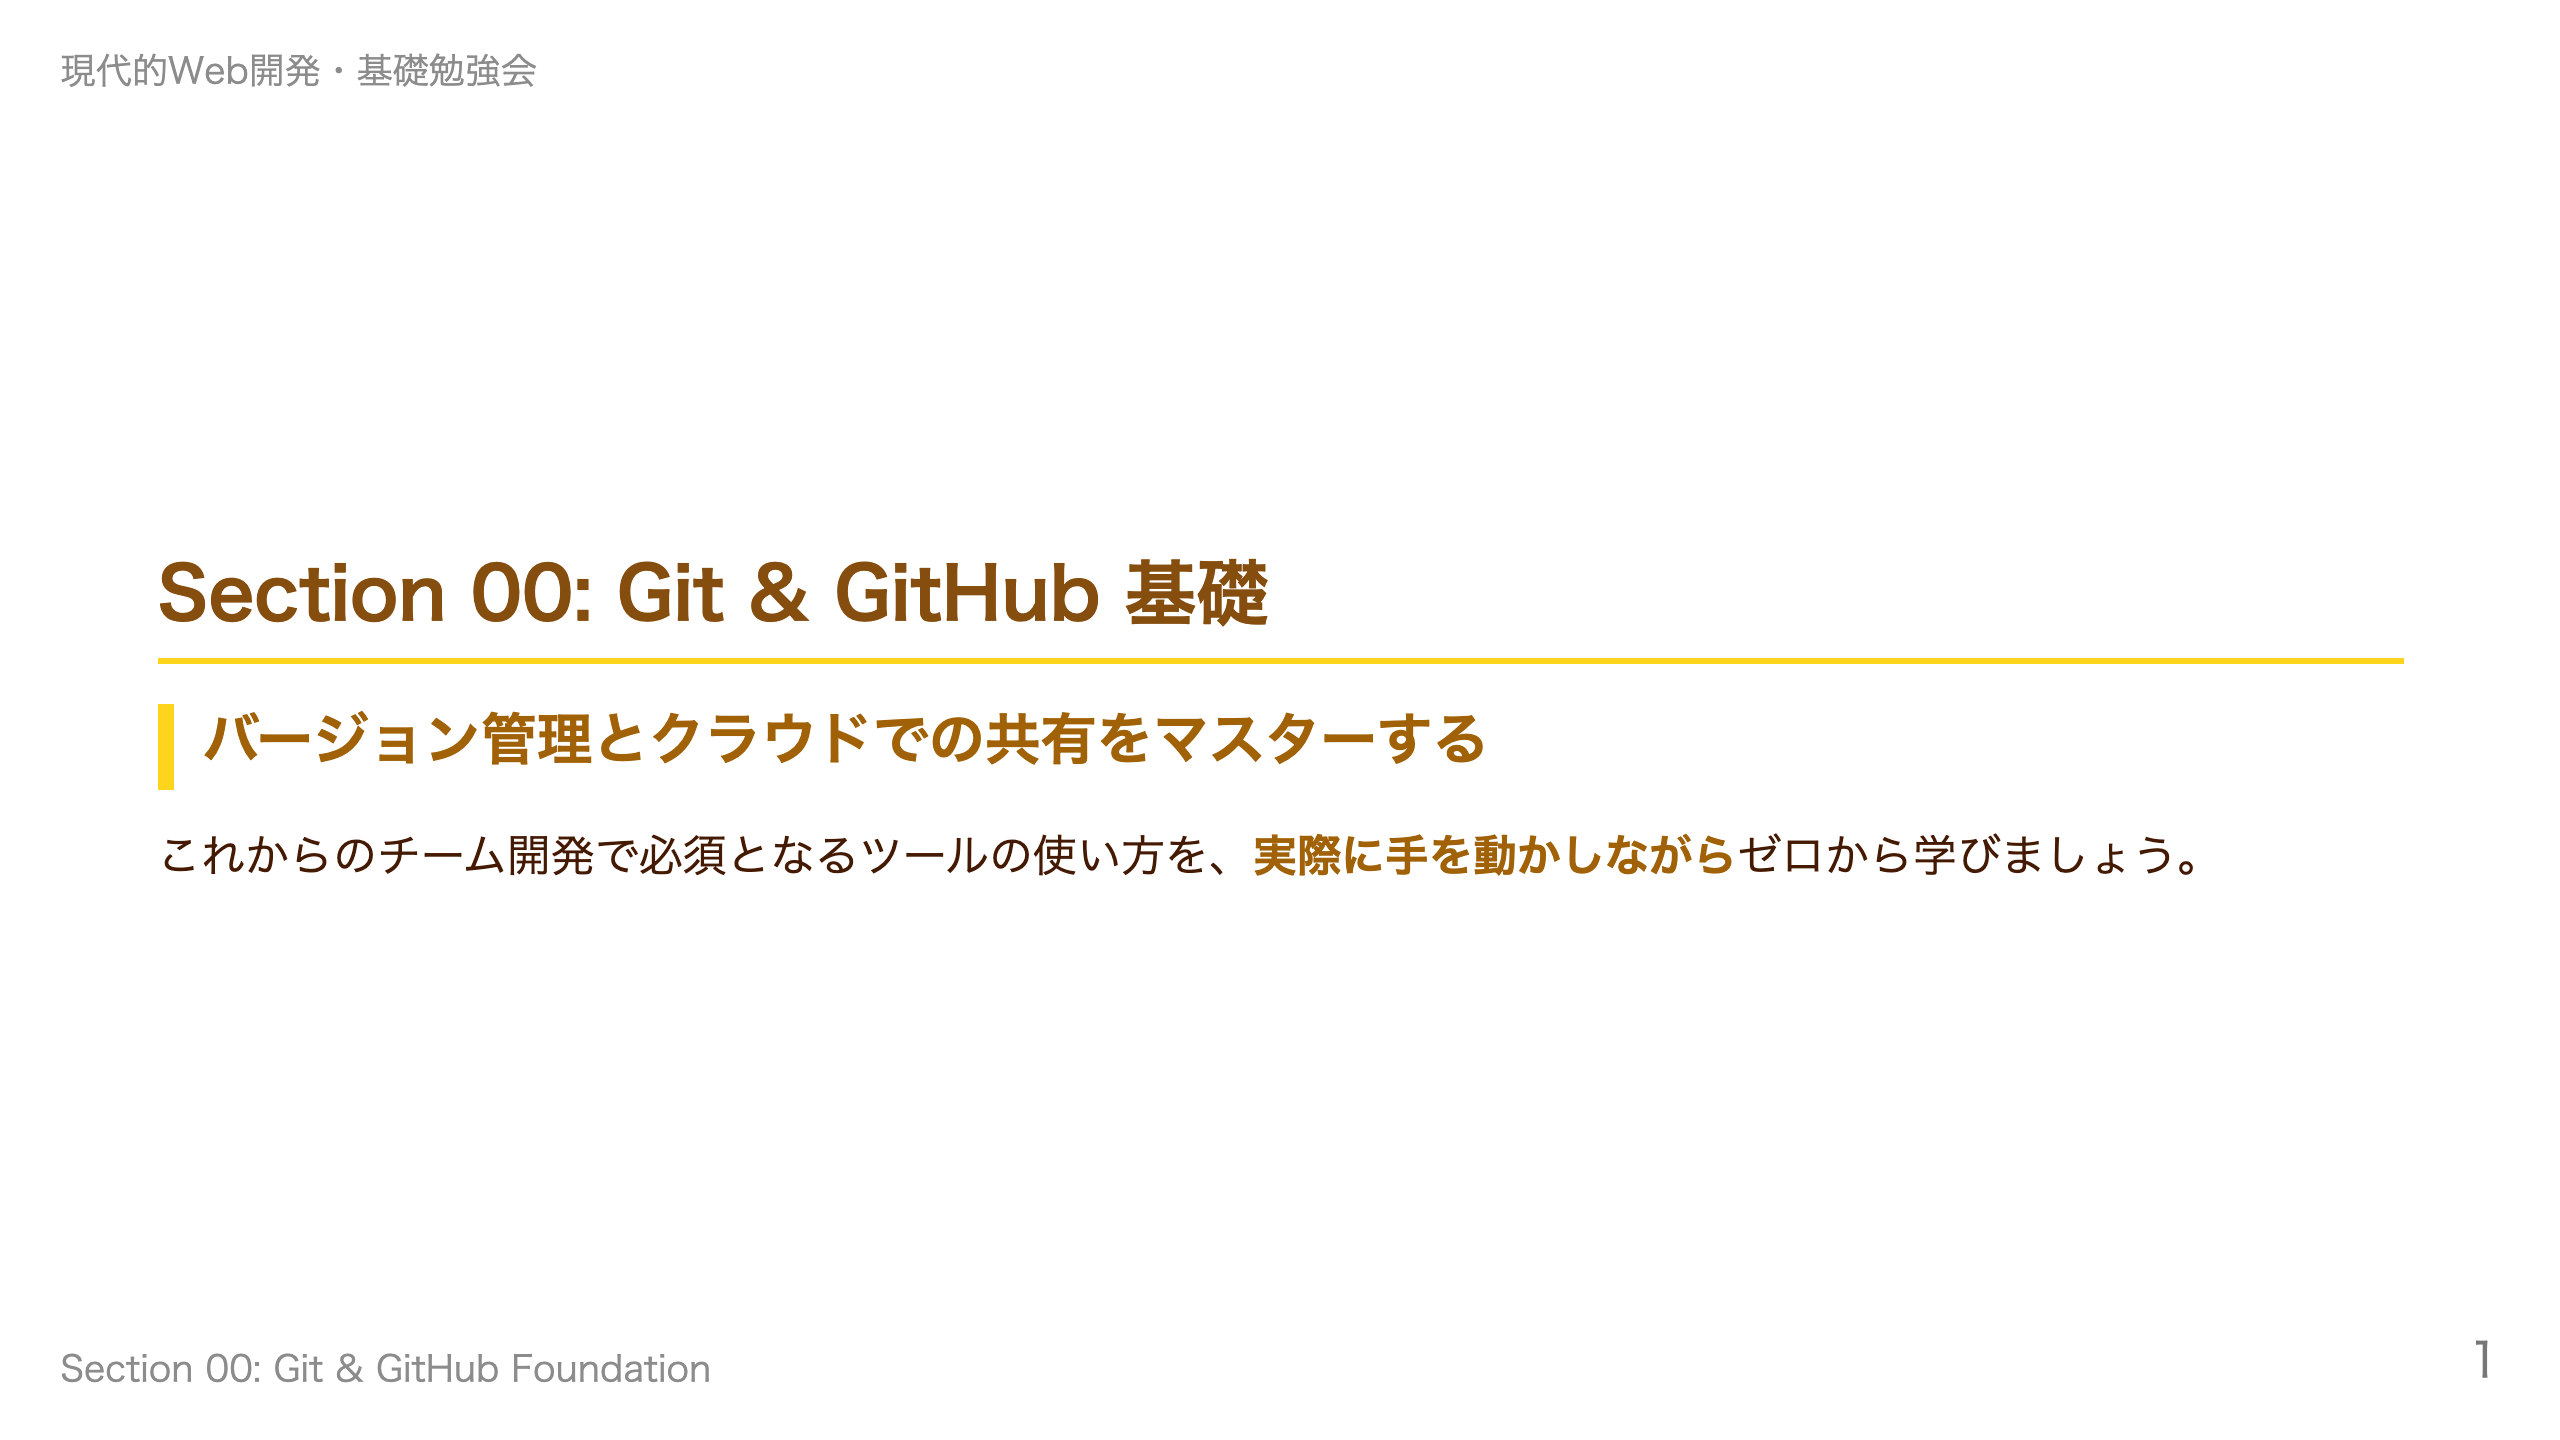 現代的Web開発・基礎勉強会
Section 00: Git & GitHub 基礎
バージョン管理とクラウドでの共有をマスターする
これからのチーム開発で必須となるツールの使い方を、実際に手を動かしながらゼロから学びましょう。
Section 00: Git & GitHub Foundation
1